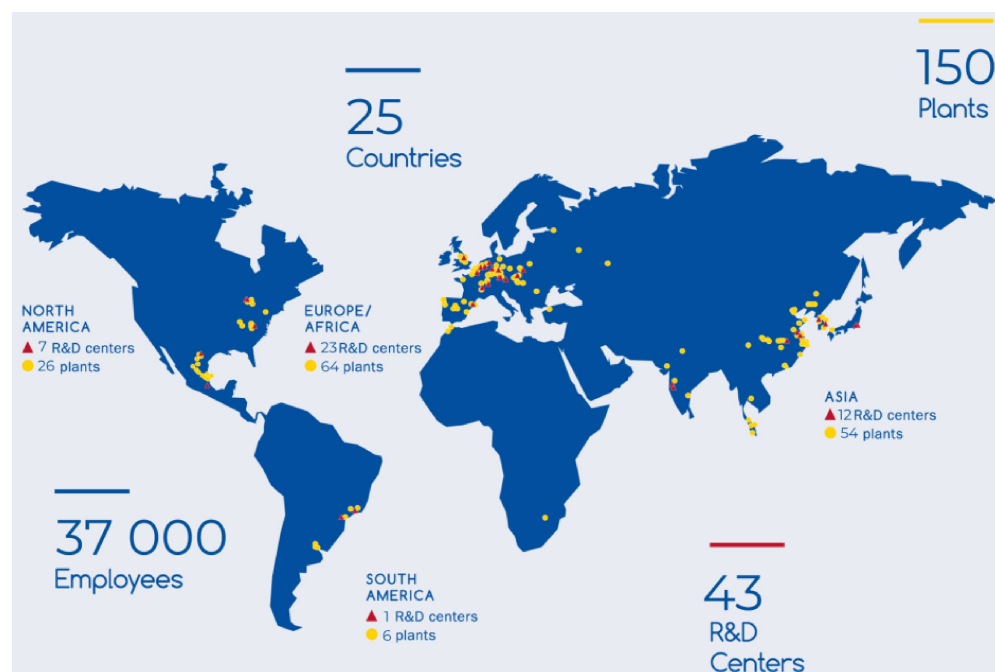 150
Plants
25
Countries
NORTH
AMERICA
7 R&D centers
26 plants
EUROPE/
AFRICA
23 R&D centers
64 plants
ASIA
12 R&D centers
54 plants
37 000
Employees
SOUTH
AMERICA
1 R&D centers
6 plants
43
R&D
Centers